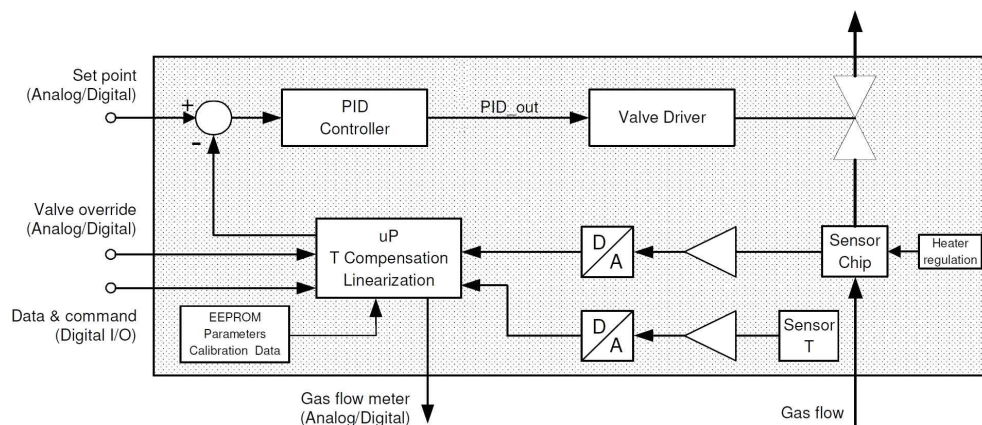 Set point
(Analog/Digital)
+
-
PID
Controller
PID_out
Valve Driver
Valve override
(Analog/Digital)
uP
T Compensation
Linearization
D
A
Sensor
Chip
Heater
regulation
Data & command
(Digital I/O)
EEPROM
Parameters
Calibration Data
D
A
Sensor
T
Gas flow meter
(Analog/Digital)
Gas flow